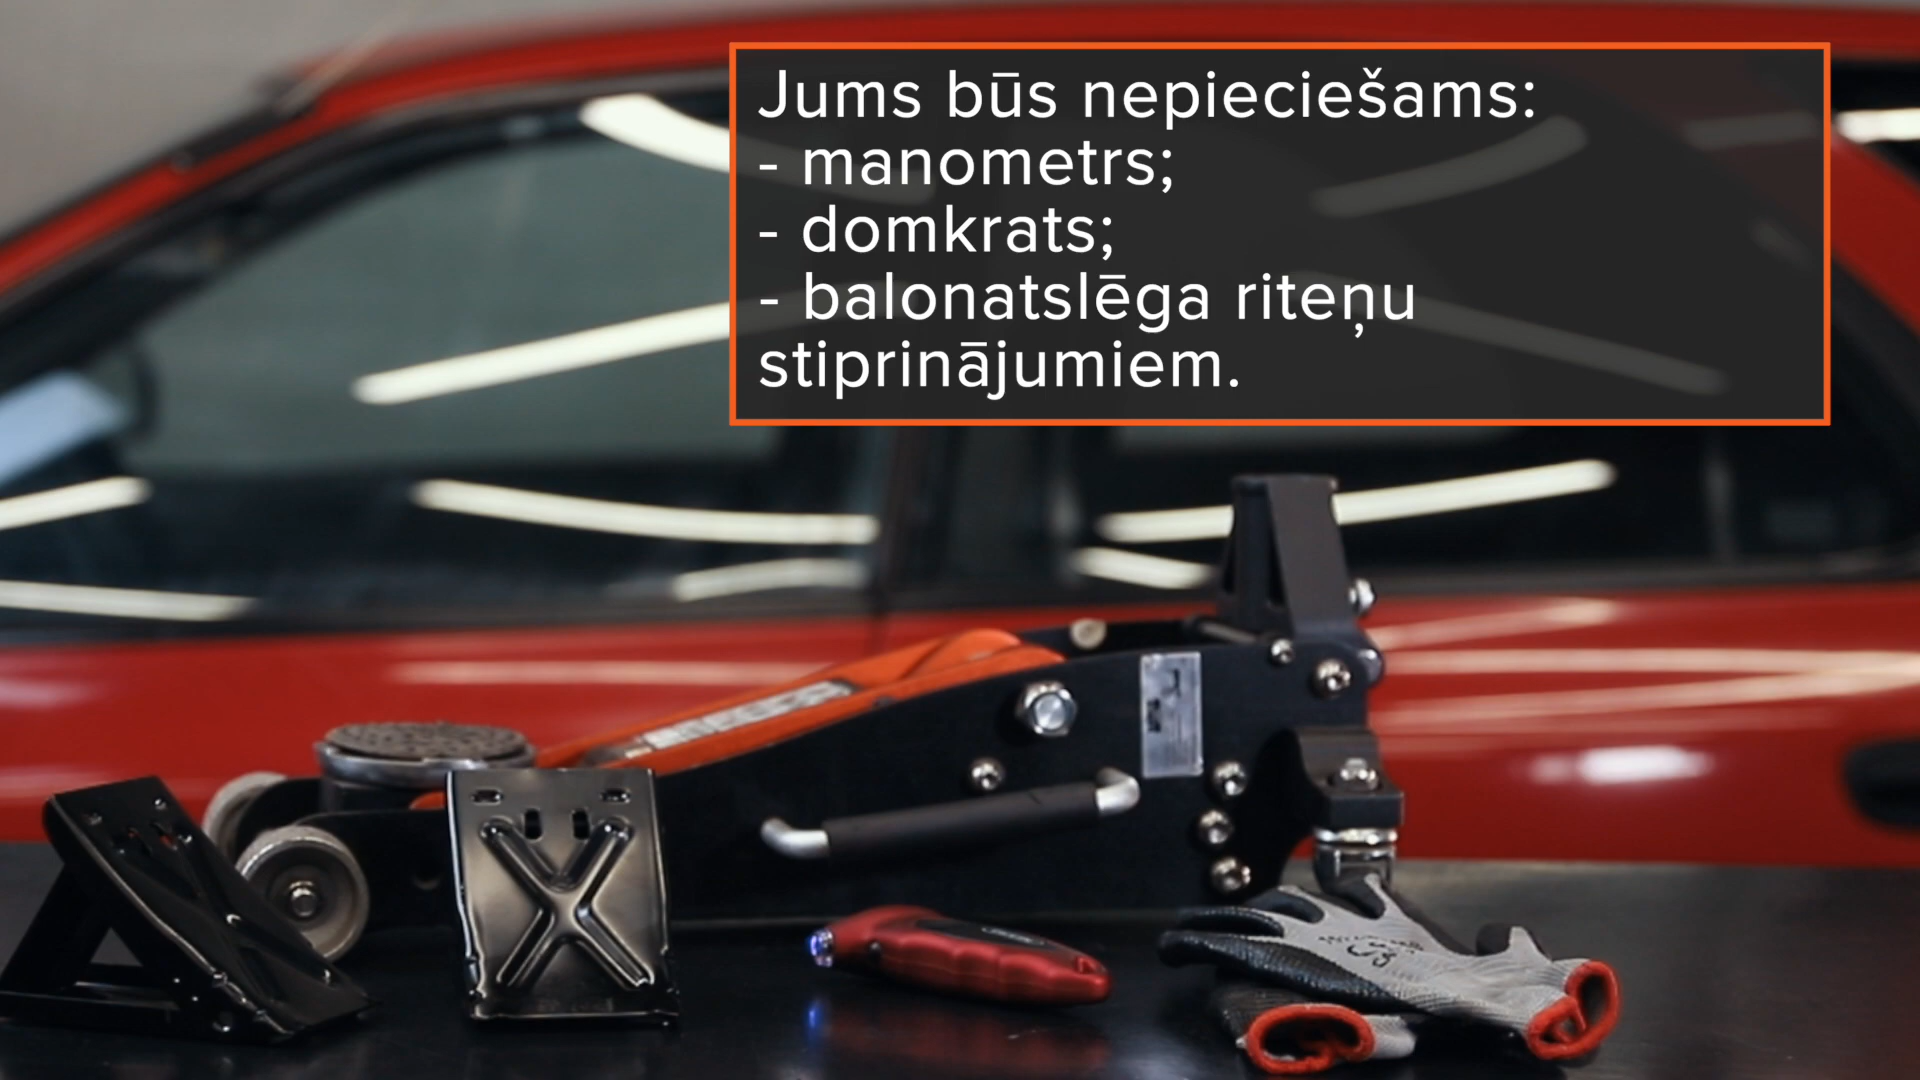 Jums būs nepieciešams:
- manometrs;
- domkrats;
- balonatslēga riteņu
stiprinājumiem.